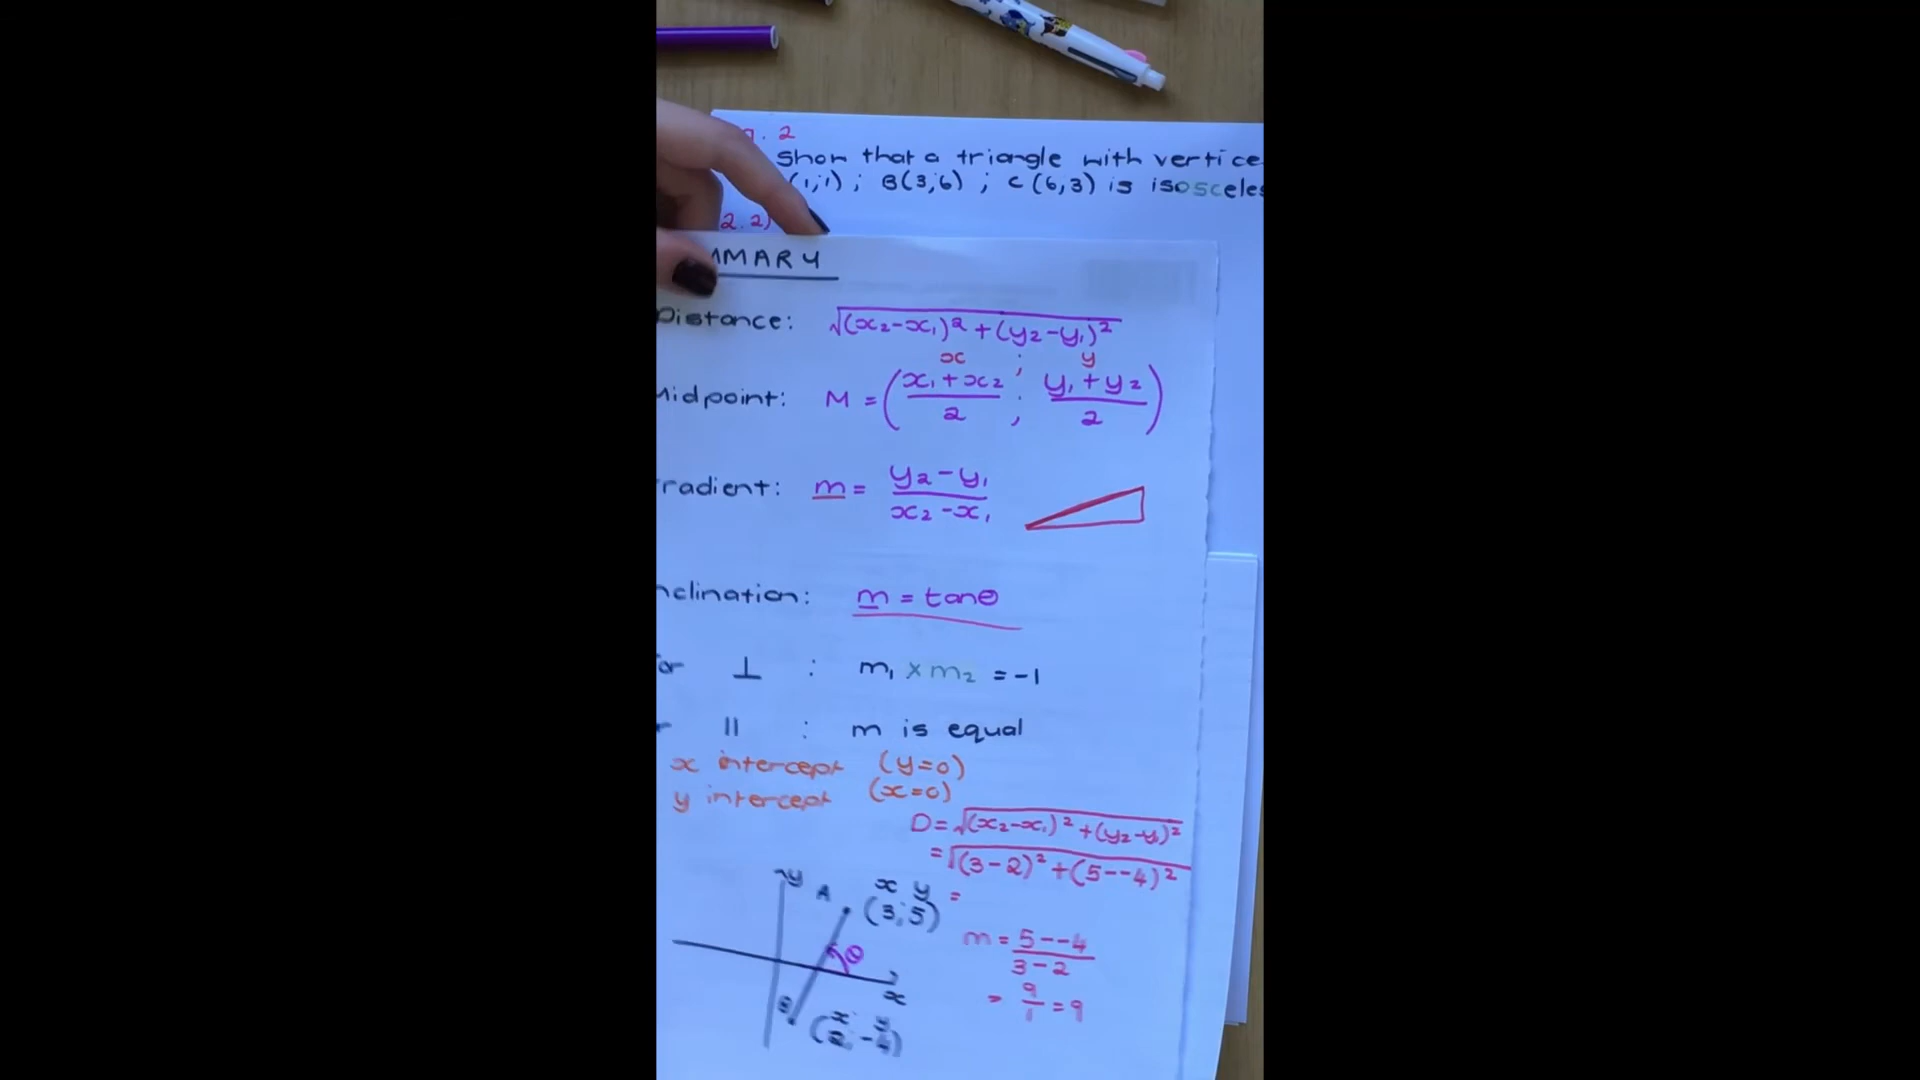 . 2
Show that a triangle with vertice
(1;1) ; B(3;6) ; C(6;3) is isosceles
2.2)
MMARY
Distance: √(x₂-x₁)² + (y₂-y₁)²
x ; y
Midpoint: M = (x₁+x₂/2 ; y₁+y₂/2)
radient: m = y₂-y₁/x₂-x₁
nclination: m = tanθ
or ⊥ : m₁ × m₂ = -1
|| : m is equal
x intercept (y=0)
y intercept (x=0)
D = √(x₂-x₁)² + (y₂-y₁)²
= √(3-2)² + (5--4)²
=
y A x y
(3;5)
θ
m = 5--4/3-2
= 9/1 = 9
x
B x y
(2;-4)